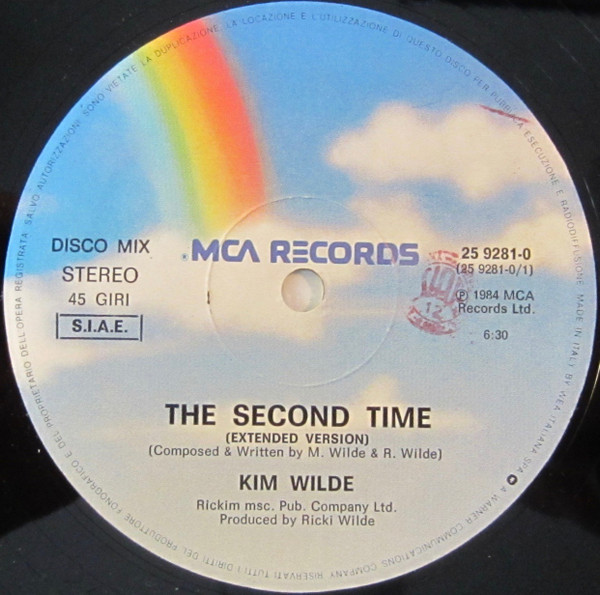 SONO VIETATE LA DUPLICAZIONE, LA LOCAZIONE E L'UTILIZZAZIONE DI QUESTO DISCO PER PUBBLICA ESECUZIONE E RADIODIFFUSIONE. MADE IN ITALY BY WEA ITALIANA SPA A WARNER COMMUNICATIONS COMPANY
RISERVATI TUTTI I DIRITTI DEL PRODUTTORE FONOGRAFICO E DEL PROPRIETARIO DELL'OPERA REGISTRATA. SALVO AUTORIZZAZIONE
DISCO MIX
STEREO
45 GIRI
S.I.A.E.
MCA RECORDS
25 9281-0
(25 9281-0/1)
Ⓟ 1984 MCA
Records Ltd.
6:30
12
THE SECOND TIME
(EXTENDED VERSION)
(Composed & Written by M. Wilde & R. Wilde)
KIM WILDE
Rickim msc. Pub. Company Ltd.
Produced by Ricki Wilde